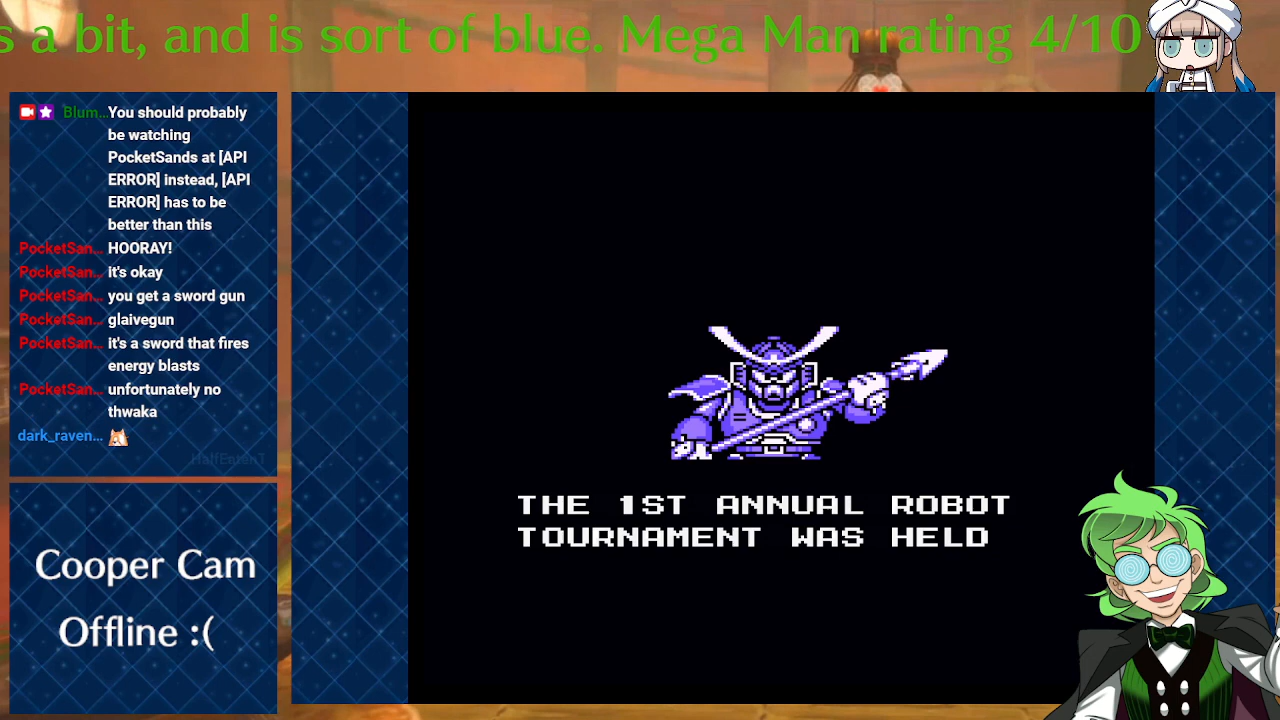 s a bit, and is sort of blue. Mega Man rating 4/10
Blum... You should probably
be watching
PocketSands at [API
ERROR] instead, [API
ERROR] has to be
better than this
PocketSan... HOORAY!
PocketSan... it's okay
PocketSan... you get a sword gun
PocketSan... glaivegun
PocketSan... it's a sword that fires
energy blasts
PocketSan... unfortunately no
thwaka
dark_raven...
HalfEatenT
Cooper Cam
Offline :(
THE 1ST ANNUAL ROBOT
TOURNAMENT WAS HELD